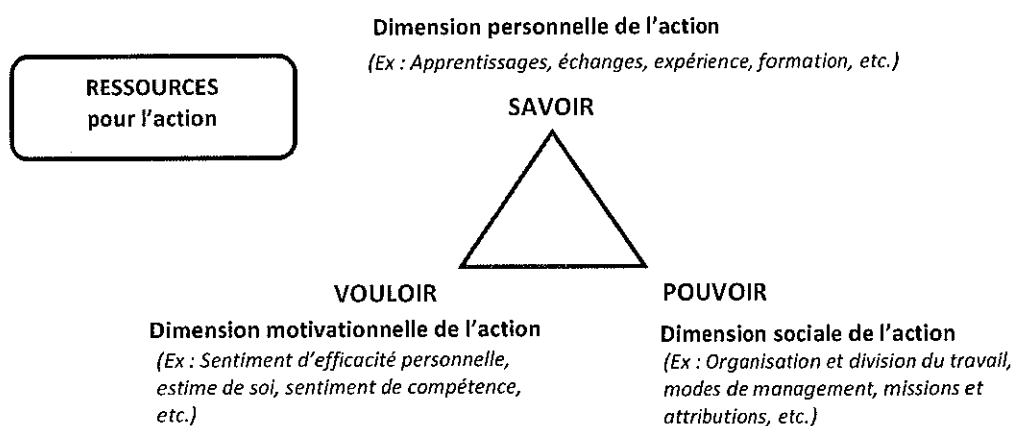 Dimension personnelle de l'action
(Ex : Apprentissages, échanges, expérience, formation, etc.)
RESSOURCES
pour l'action
SAVOIR
VOULOIR
Dimension motivationnelle de l'action
(Ex : Sentiment d'efficacité personnelle,
estime de soi, sentiment de compétence,
etc.)
POUVOIR
Dimension sociale de l'action
(Ex : Organisation et division du travail,
modes de management, missions et
attributions, etc.)